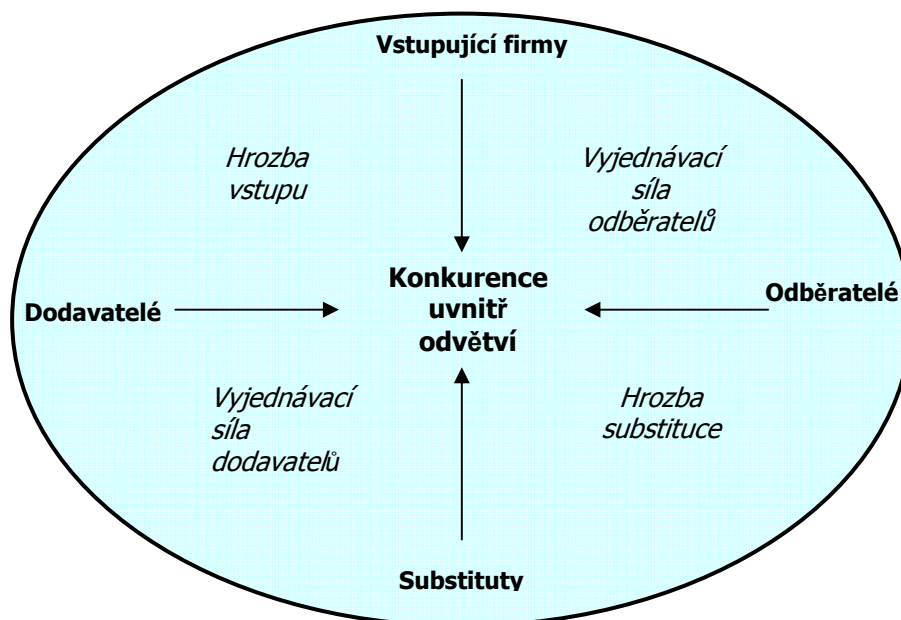 Vstupující firmy
Hrozba
vstupu
Vyjednávací
síla
odběratelů
Dodavatelé
Konkurence
uvnitř
odvětví
Odběratelé
Vyjednávací
síla
dodavatelů
Hrozba
substituce
Substituty